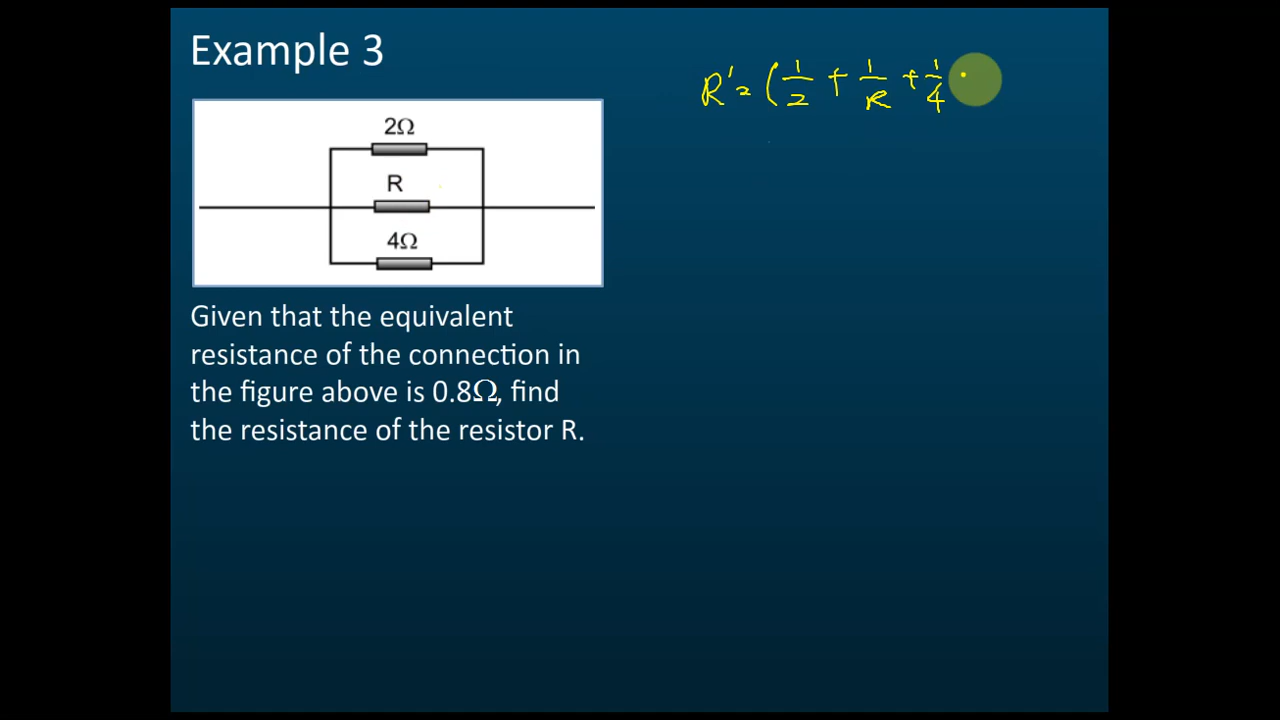 Example 3
R' = (1/2 + 1/R + 1/4
2Ω
R
4Ω
Given that the equivalent
resistance of the connection in
the figure above is 0.8Ω, find
the resistance of the resistor R.